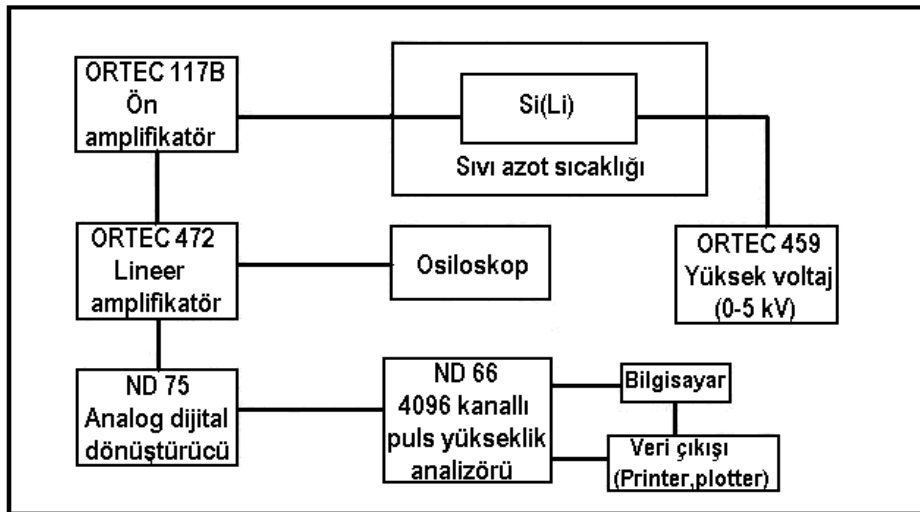 ORTEC 117B
Ön
amplifikatör
Si(Li)
Sıvı azot sıcaklığı
ORTEC 472
Lineer
amplifikatör
Osiloskop
ORTEC 459
Yüksek voltaj
(0-5 kV)
ND 75
Analog dijital
dönüştürücü
ND 66
4096 kanallı
puls yükseklik
analizörü
Bilgisayar
Veri çıkışı
(Printer,plotter)